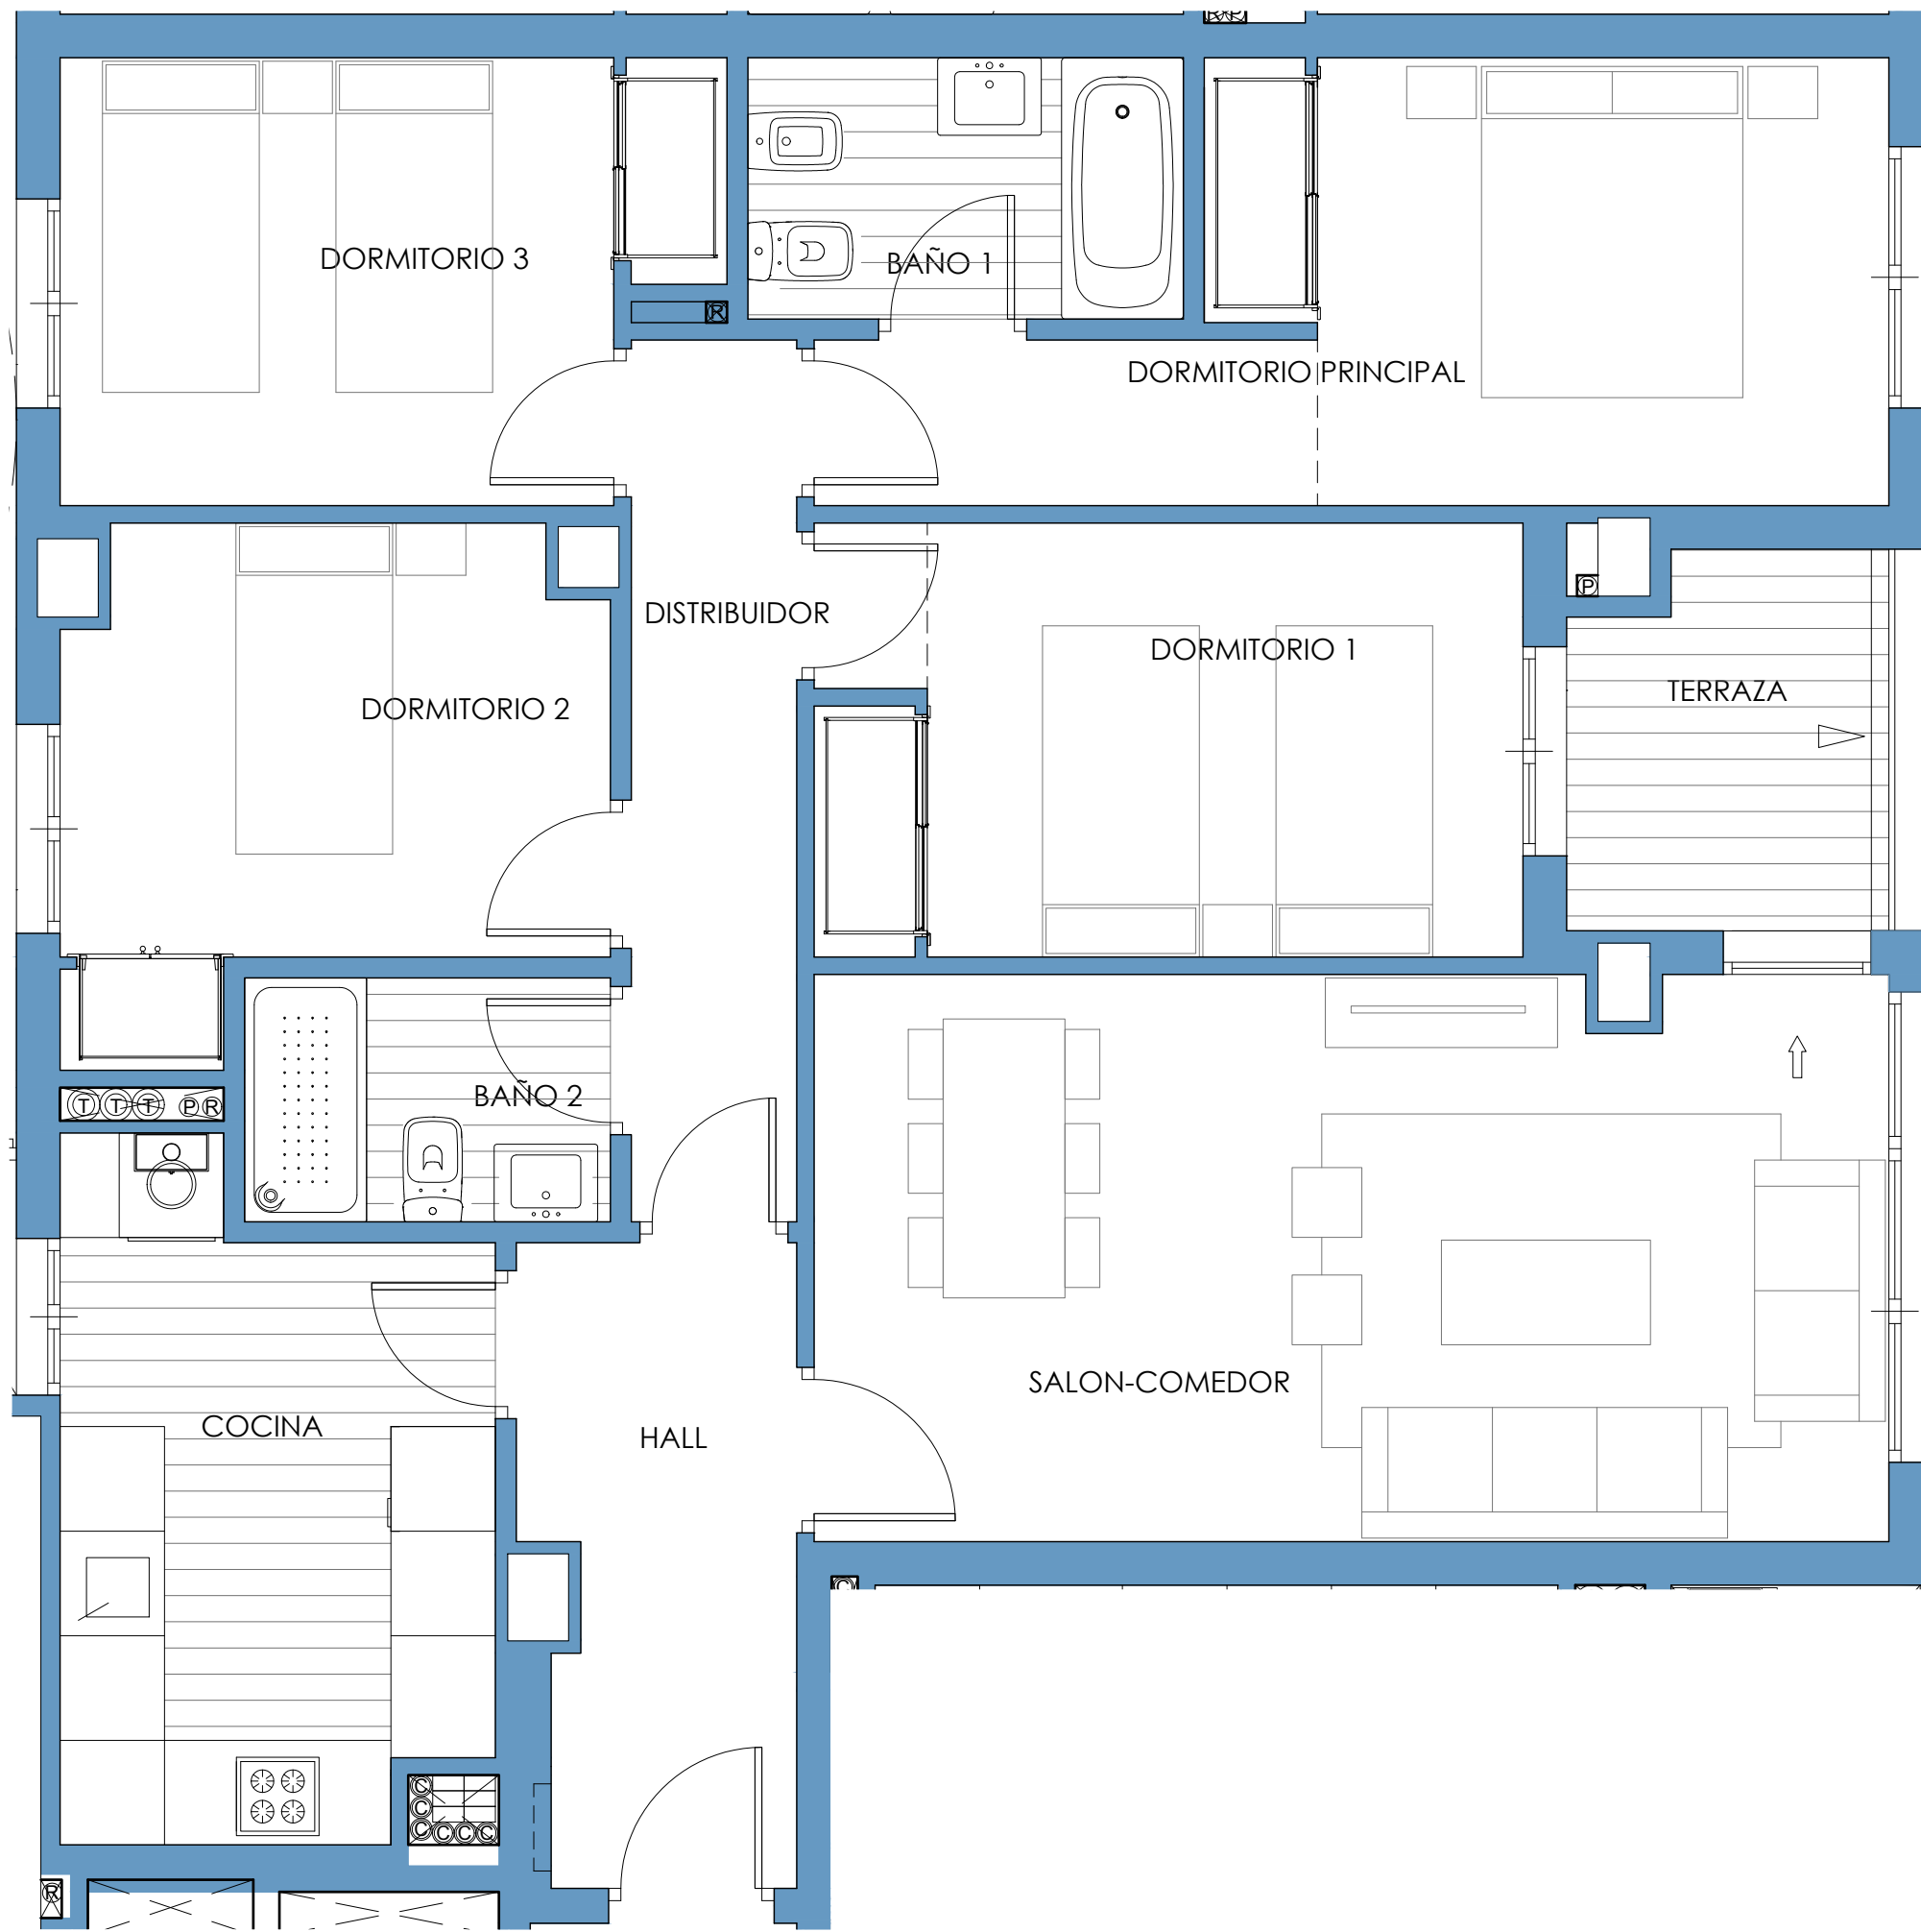 R P
DORMITORIO 3
BAÑO 1
R
DORMITORIO PRINCIPAL
P
DISTRIBUIDOR
DORMITORIO 1
TERRAZA
DORMITORIO 2
BAÑO 2
T T T P R
SALON-COMEDOR
COCINA
HALL
C
C
C
C C C C
R